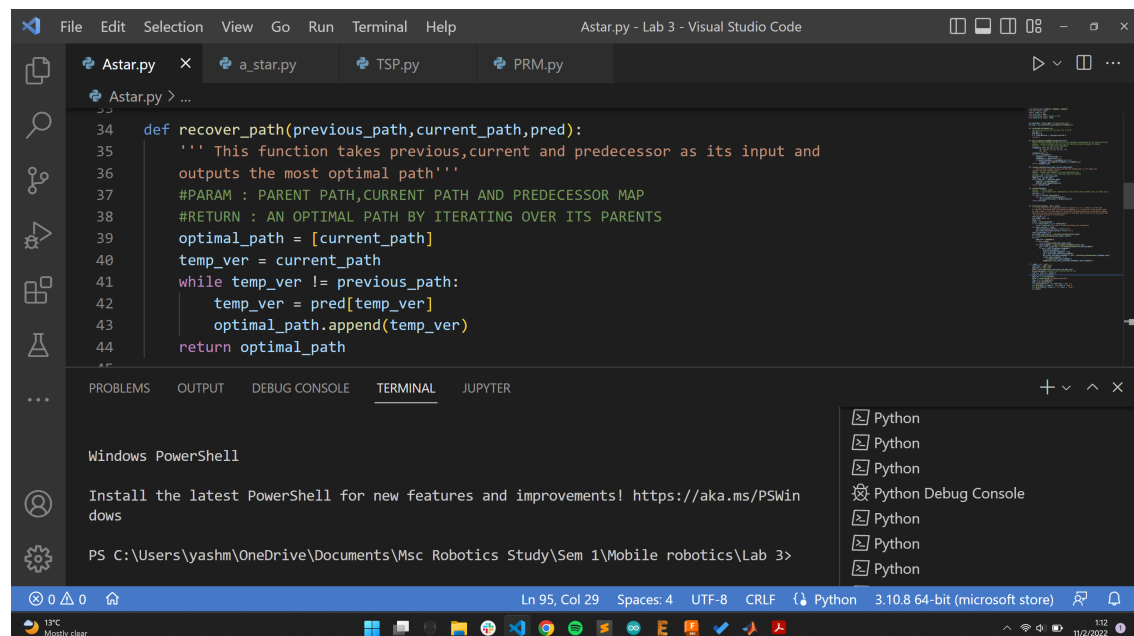 File Edit Selection View Go Run Terminal Help Astar.py - Lab 3 - Visual Studio Code
Astar.py a_star.py TSP.py PRM.py
Astar.py > ...
33
34 def recover_path(previous_path,current_path,pred):
35 ''' This function takes previous,current and predecessor as its input and
36 outputs the most optimal path'''
37 #PARAM : PARENT PATH,CURRENT PATH AND PREDECESSOR MAP
38 #RETURN : AN OPTIMAL PATH BY ITERATING OVER ITS PARENTS
39 optimal_path = [current_path]
40 temp_ver = current_path
41 while temp_ver != previous_path:
42 temp_ver = pred[temp_ver]
43 optimal_path.append(temp_ver)
44 return optimal_path
45
PROBLEMS OUTPUT DEBUG CONSOLE TERMINAL JUPYTER
Windows PowerShell
Install the latest PowerShell for new features and improvements! https://aka.ms/PSWin
dows
PS C:\Users\yashm\OneDrive\Documents\Msc Robotics Study\Sem 1\Mobile robotics\Lab 3>
Python
Python
Python
Python Debug Console
Python
Python
Python
0 0 Ln 95, Col 29 Spaces: 4 UTF-8 CRLF Python 3.10.8 64-bit (microsoft store)
13°C
Mostly clear
1:12
11/2/2022
1